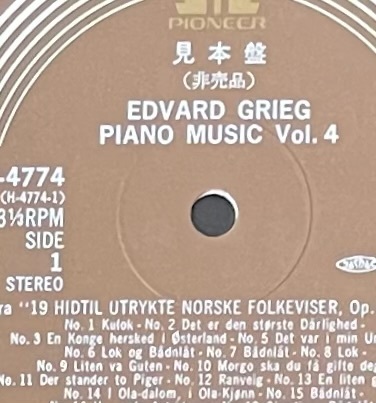 PIONEER
見本盤
(非売品)
EDVARD GRIEG
PIANO MUSIC Vol. 4
-4774
(H-4774-1)
3⅓RPM
SIDE
1
STEREO
ra "19 HIDTIL UTRYKTE NORSKE FOLKEVISER, Op.
No. 1 Kulok - No. 2 Det er den største Dårlighed -
No. 3 En Konge hersked i Østerland - No. 5 Det var i min Un
No. 6 Lok og Bådnlåt - No. 7 Bådnlåt - No. 8 Lok -
No. 9 Liten va Guten - No. 10 Morgo ska du få gifte deg
No. 11 Der stander to Piger - No. 12 Ranveig - No. 13 En liten g
No. 14 I Ola-dalom, i Ola-Kjønn - No. 15 Bådnlåt -